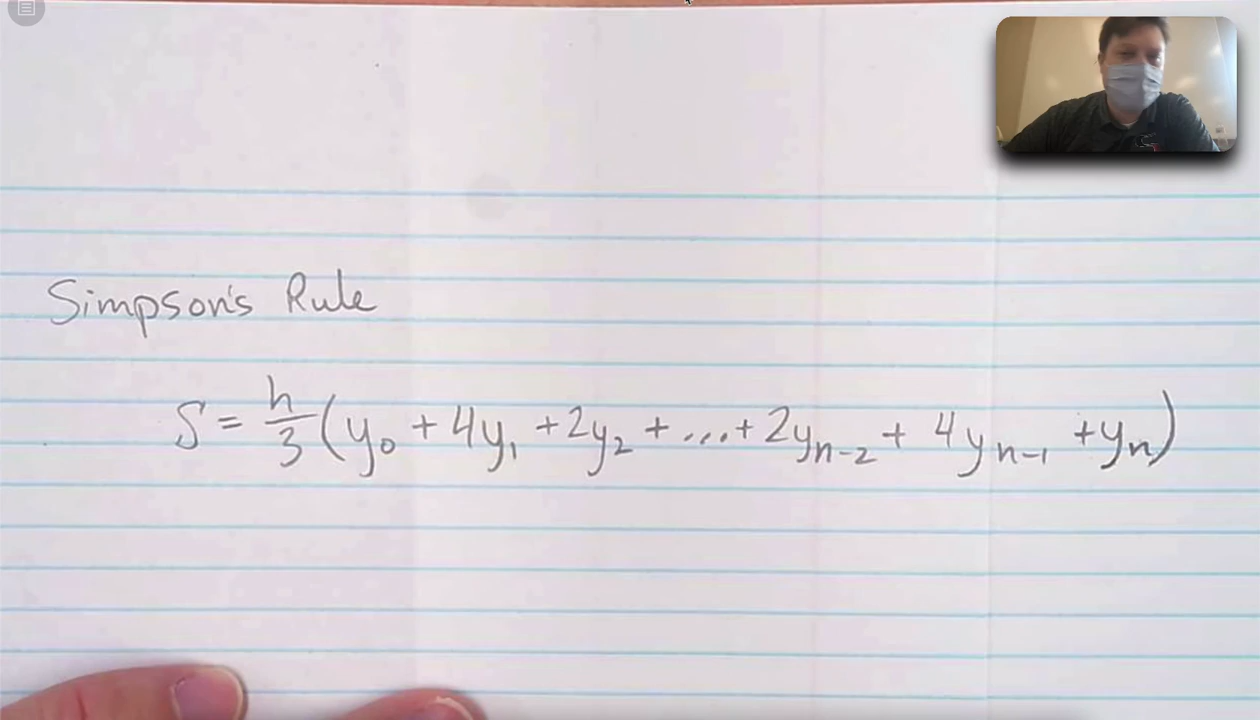 Simpson's Rule
S = h/3 (y₀ + 4y₁ + 2y₂ + ... + 2yₙ₋₂ + 4yₙ₋₁ + yₙ)